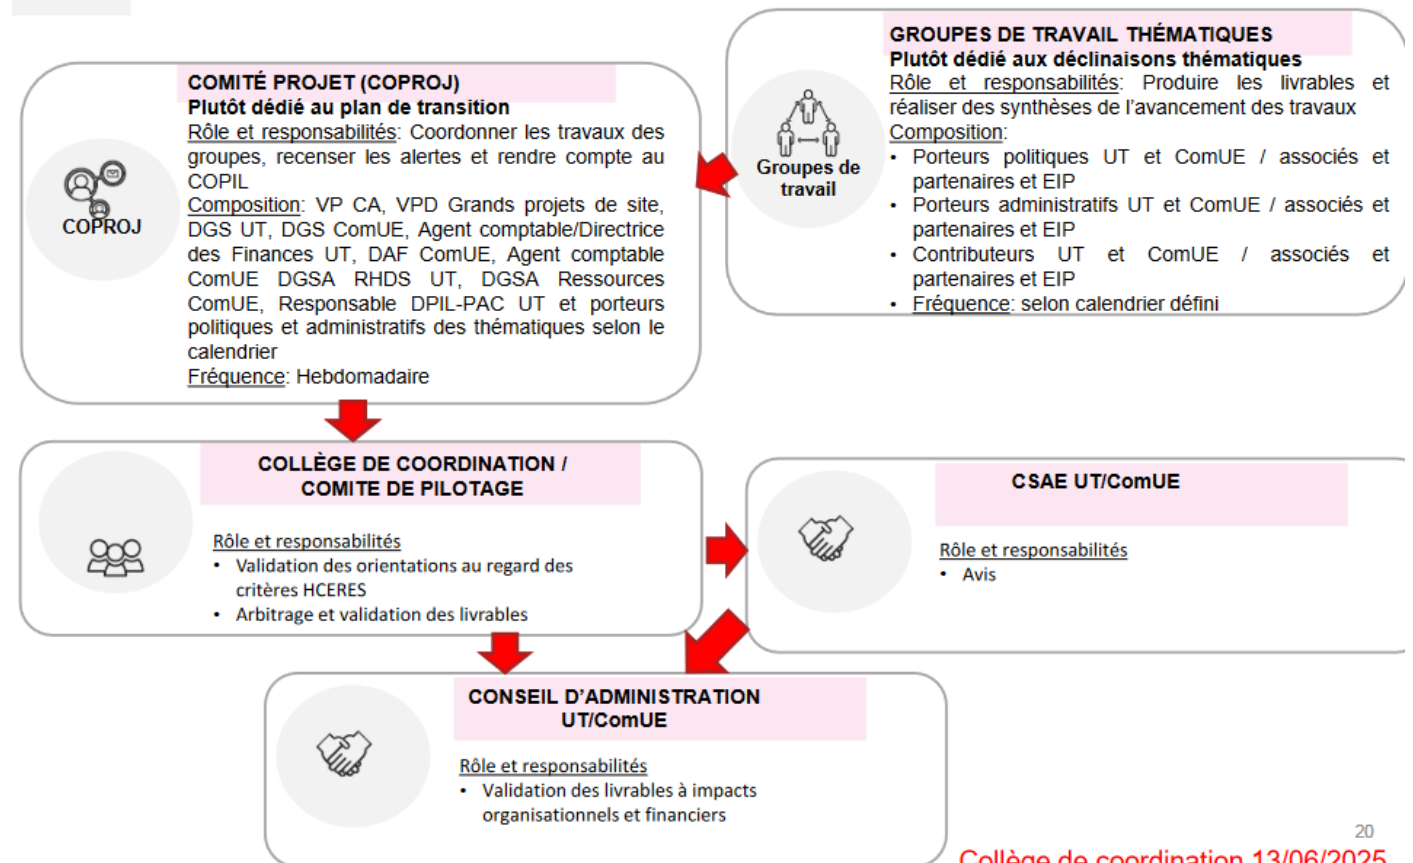 COMITÉ PROJET (COPROJ)
Plutôt dédié au plan de transition
Rôle et responsabilités: Coordonner les travaux des
groupes, recenser les alertes et rendre compte au
COPIL
Composition: VP CA, VPD Grands projets de site,
DGS UT, DGS ComUE, Agent comptable/Directrice
des Finances UT, DAF ComUE, Agent comptable
ComUE DGSA RHDS UT, DGSA Ressources
ComUE, Responsable DPIL-PAC UT et porteurs
politiques et administratifs des thématiques selon le
calendrier
Fréquence: Hebdomadaire
COPROJ
GROUPES DE TRAVAIL THÉMATIQUES
Plutôt dédié aux déclinaisons thématiques
Rôle et responsabilités: Produire les livrables et
réaliser des synthèses de l'avancement des travaux
Composition:
• Porteurs politiques UT et ComUE / associés et
partenaires et EIP
• Porteurs administratifs UT et ComUE / associés et
partenaires et EIP
• Contributeurs UT et ComUE / associés et
partenaires et EIP
• Fréquence: selon calendrier défini
Groupes de
travail
COLLÈGE DE COORDINATION /
COMITE DE PILOTAGE
Rôle et responsabilités
• Validation des orientations au regard des
critères HCERES
• Arbitrage et validation des livrables
CSAE UT/ComUE
Rôle et responsabilités
• Avis
CONSEIL D'ADMINISTRATION
UT/ComUE
Rôle et responsabilités
• Validation des livrables à impacts
organisationnels et financiers
20
Collège de coordination 13/06/2025